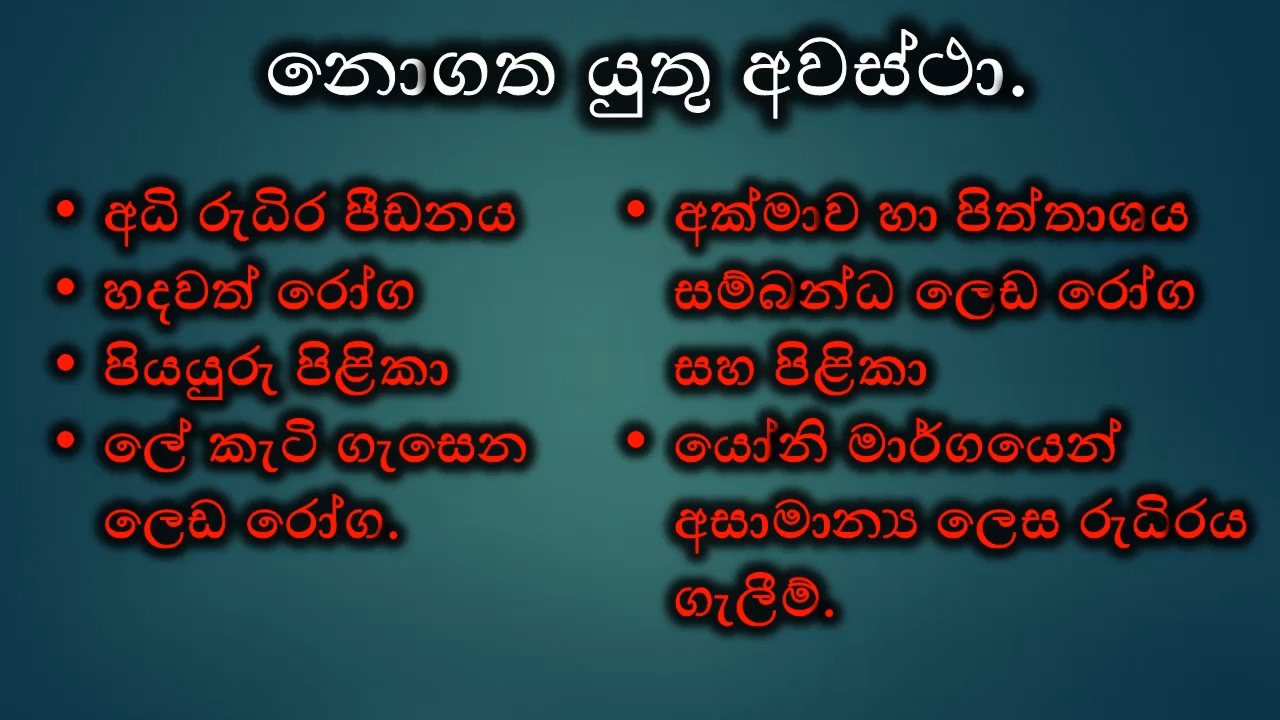 නොගත යුතු අවස්ථා.
• අධි රුධිර පීඩනය
• හදවත් රෝග
• පියයුරු පිළිකා
• ලේ කැටි ගැසෙන
ලෙඩ රෝග.
• අක්මාව හා පිත්තාශය
සම්බන්ධ ලෙඩ රෝග
සහ පිළිකා
• යෝනි මාර්ගයෙන්
අසාමාන්‍ය ලෙස රුධිරය
ගැලීම්.